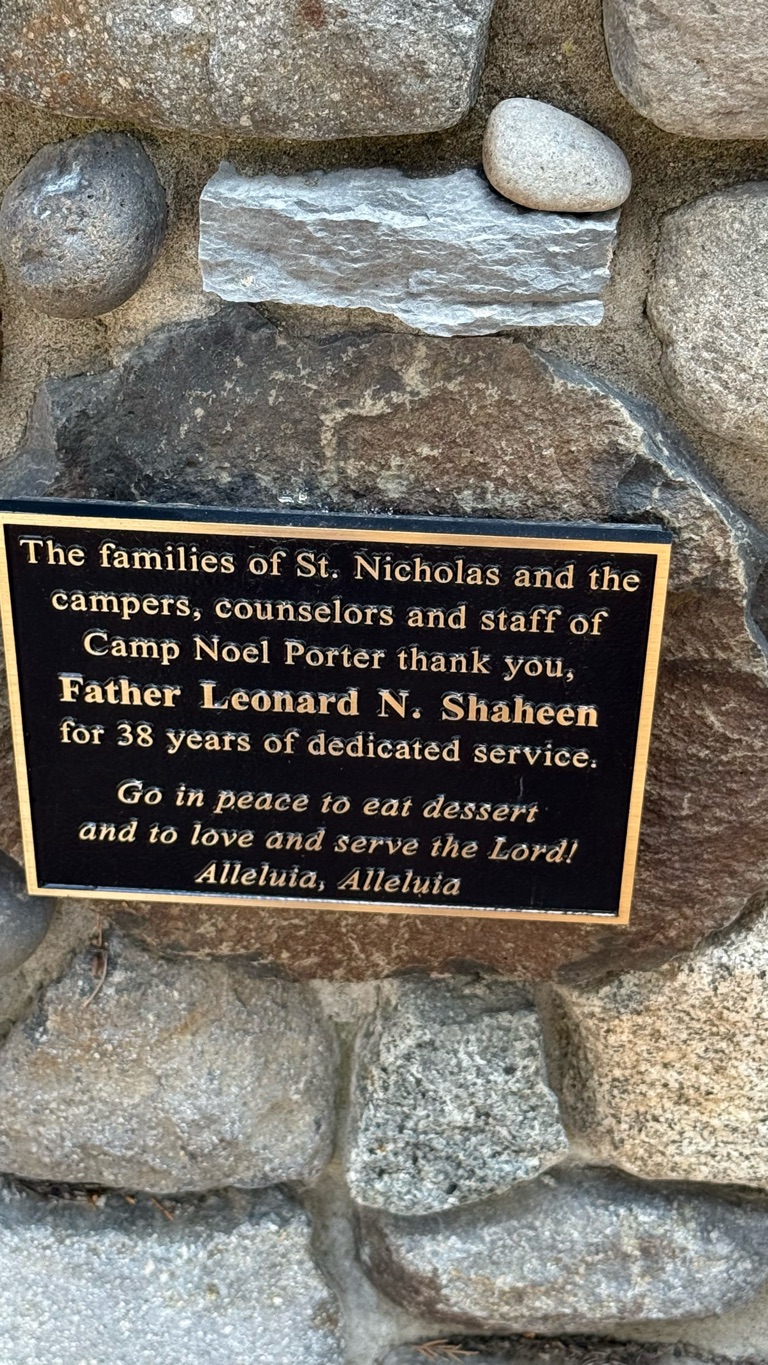 The families of St. Nicholas and the
campers, counselors and staff of
Camp Noel Porter thank you,
Father Leonard N. Shaheen
for 38 years of dedicated service.
Go in peace to eat dessert
and to love and serve the Lord!
Alleluia, Alleluia